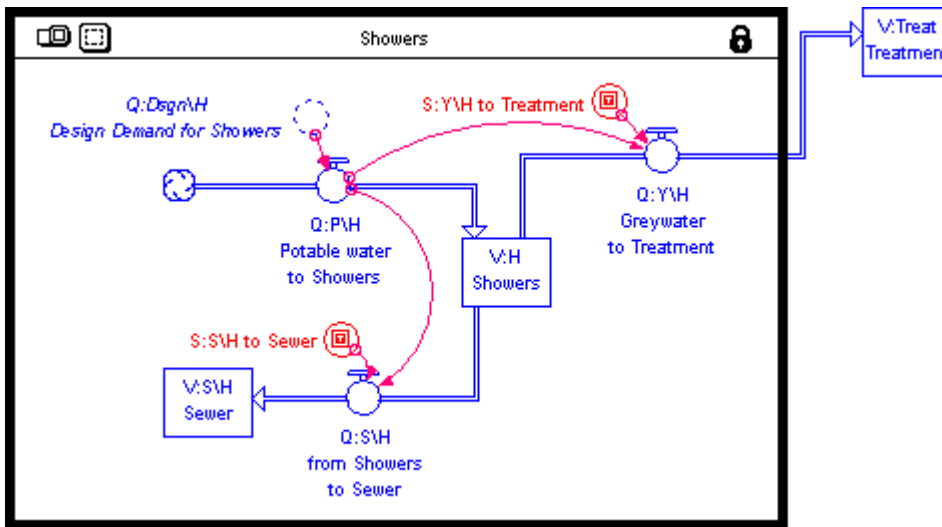 Showers
V:Treat
Treatmen
Q:Dsgn\H
Design Demand for Showers
S:Y\H to Treatment
Q:P\H
Potable water
to Showers
Q:Y\H
Greywater
to Treatment
V:H
Showers
S:S\H to Sewer
V:S\H
Sewer
Q:S\H
from Showers
to Sewer